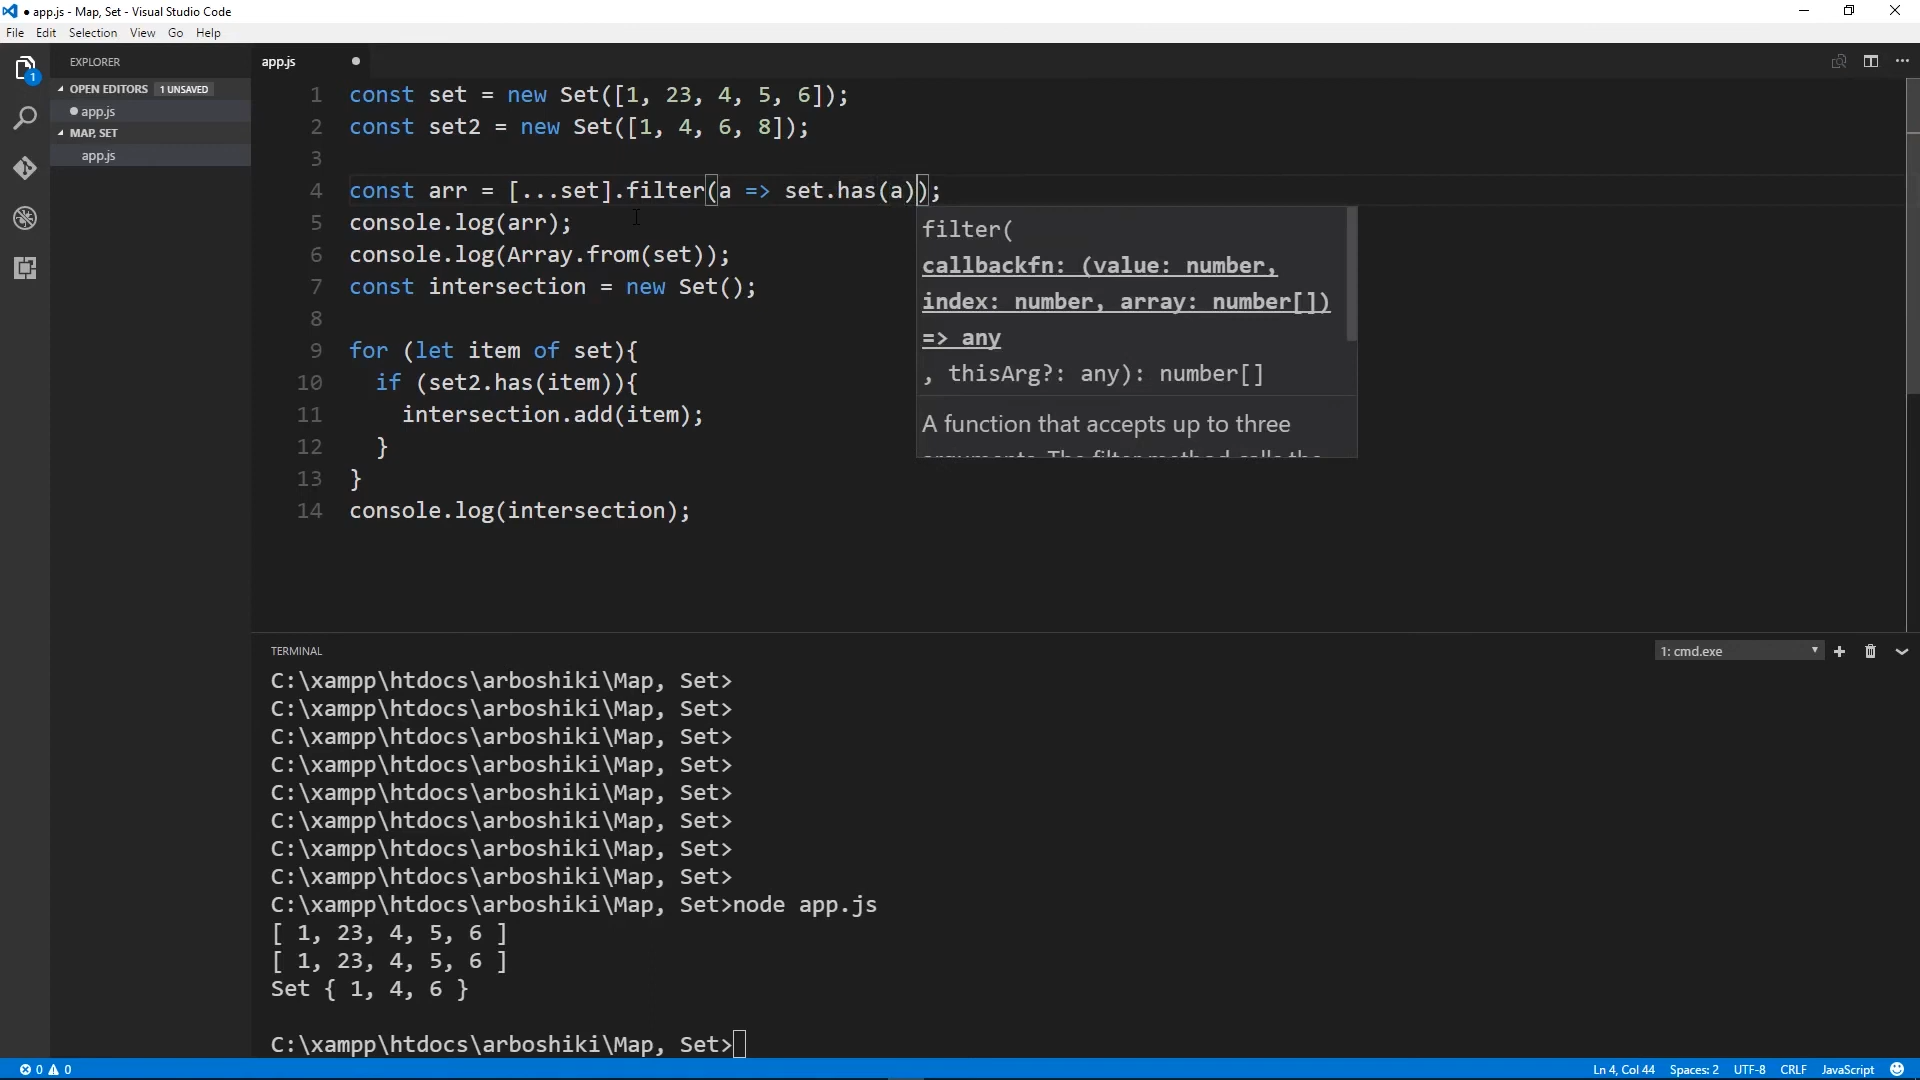 ● app.js - Map, Set - Visual Studio Code
File Edit Selection View Go Help
EXPLORER
app.js
OPEN EDITORS 1 UNSAVED
app.js
MAP, SET
app.js
1
1 const set = new Set([1, 23, 4, 5, 6]);
2 const set2 = new Set([1, 4, 6, 8]);
3
4 const arr = [...set].filter(a => set.has(a));
5 console.log(arr);
6 console.log(Array.from(set));
7 const intersection = new Set();
8
9 for (let item of set){
10 if (set2.has(item)){
11 intersection.add(item);
12 }
13 }
14 console.log(intersection);
filter(
callbackfn: (value: number,
index: number, array: number[])
=> any
, thisArg?: any): number[]
A function that accepts up to three
arguments. The filter method calls the
TERMINAL
1: cmd.exe
C:\xampp\htdocs\arboshiki\Map, Set>
C:\xampp\htdocs\arboshiki\Map, Set>
C:\xampp\htdocs\arboshiki\Map, Set>
C:\xampp\htdocs\arboshiki\Map, Set>
C:\xampp\htdocs\arboshiki\Map, Set>
C:\xampp\htdocs\arboshiki\Map, Set>
C:\xampp\htdocs\arboshiki\Map, Set>
C:\xampp\htdocs\arboshiki\Map, Set>
C:\xampp\htdocs\arboshiki\Map, Set>node app.js
[ 1, 23, 4, 5, 6 ]
[ 1, 23, 4, 5, 6 ]
Set { 1, 4, 6 }
C:\xampp\htdocs\arboshiki\Map, Set>
0 0
Ln 4, Col 44 Spaces: 2 UTF-8 CRLF JavaScript